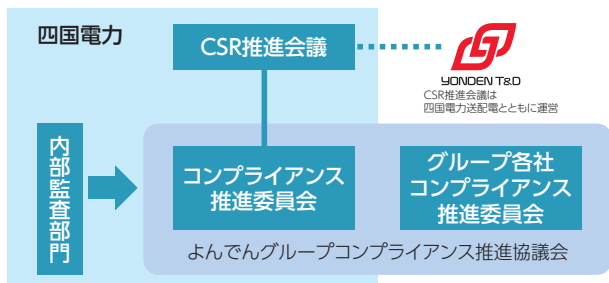 四国電力
CSR推進会議
YONDEN T&D
CSR推進会議は
四国電力送配電とともに運営
内部監査部門
コンプライアンス
推進委員会
グループ各社
コンプライアンス
推進委員会
よんでんグループコンプライアンス推進協議会